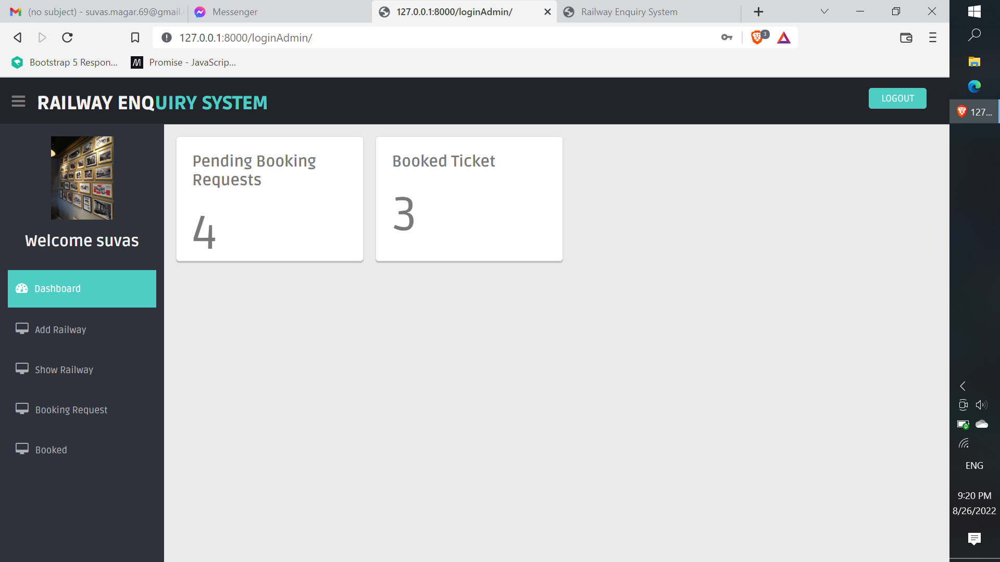 (no subject) - suvas.magar.69@gmail.
Messenger
127.0.0.1:8000/loginAdmin/
Railway Enquiry System
127.0.0.1:8000/loginAdmin/
3
Bootstrap 5 Respon...
Promise - JavaScrip...
RAILWAY ENQUIRY SYSTEM
LOGOUT
Welcome suvas
Dashboard
Add Railway
Show Railway
Booking Request
Booked
Pending Booking
Requests
4
Booked Ticket
3
127...
ENG
9:20 PM
8/26/2022